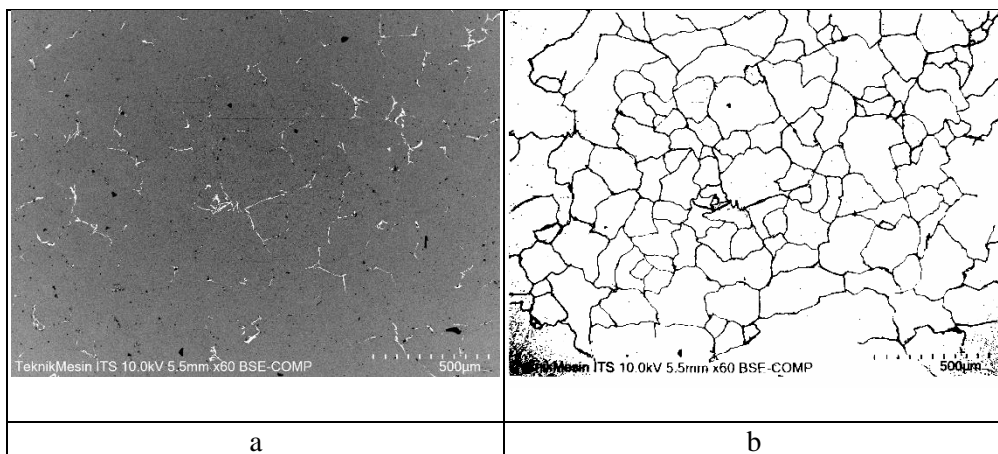 TeknikMesin ITS 10.0kV 5.5mm x60 BSE-COMP 500µm
Mesin ITS 10.0kV 5.5mm x60 BSE-COMP 500µm
a b